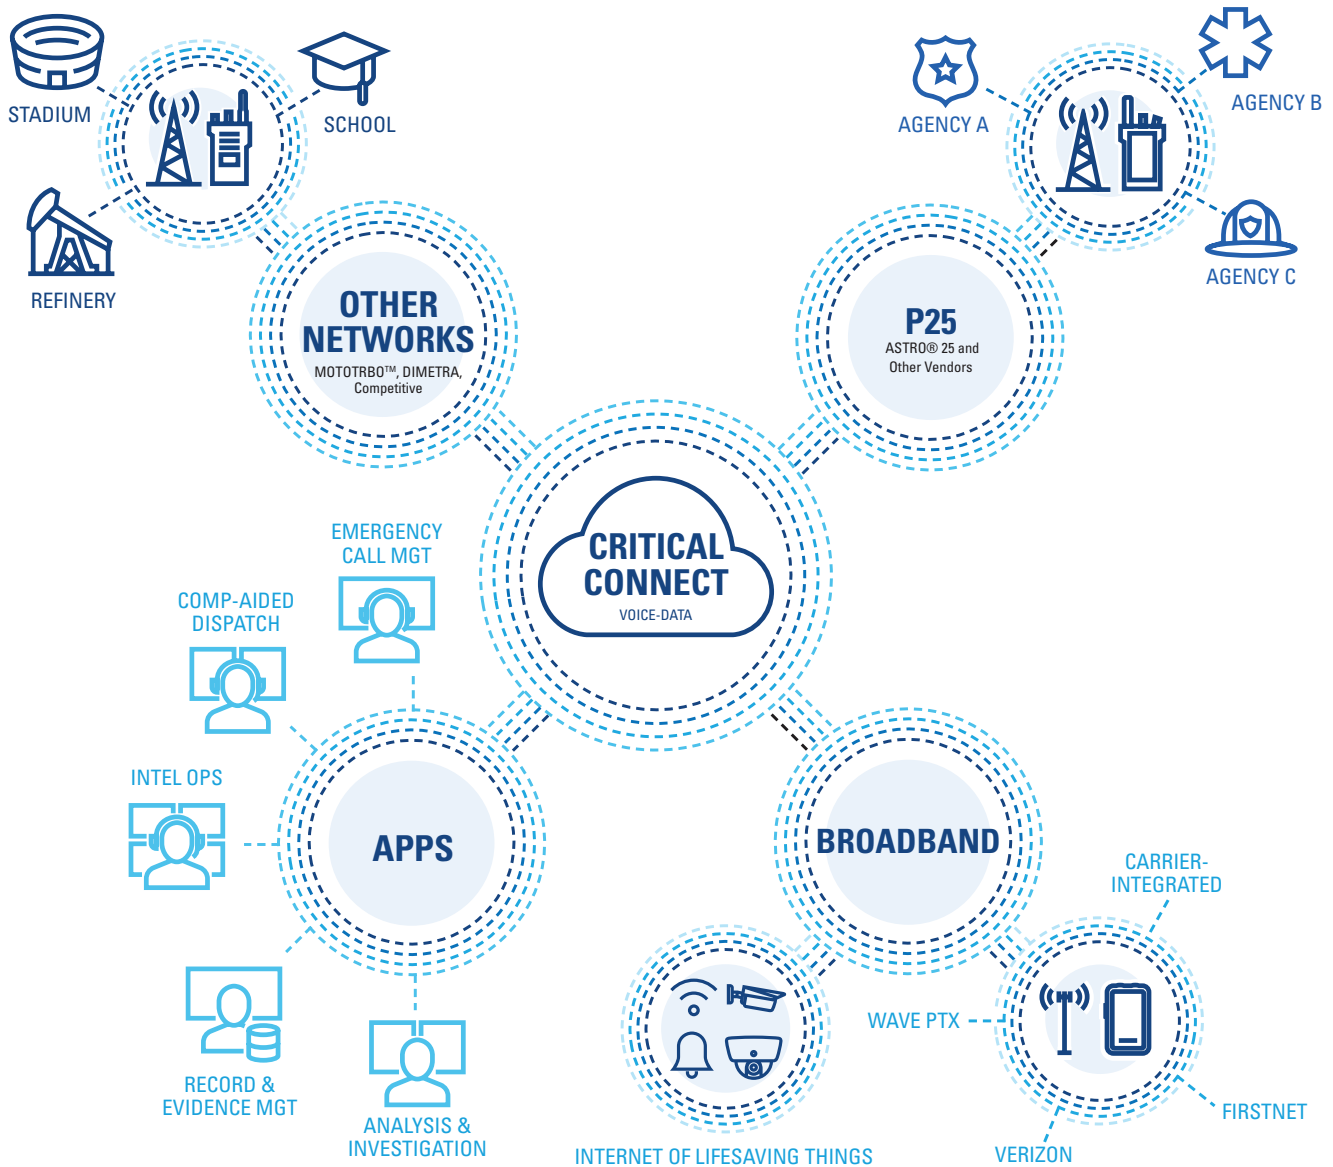 STADIUM
SCHOOL
REFINERY
AGENCY A
AGENCY B
AGENCY C
OTHER
NETWORKS
MOTOTRBO™, DIMETRA,
Competitive
P25
ASTRO® 25 and
Other Vendors
CRITICAL
CONNECT
VOICE-DATA
EMERGENCY
CALL MGT
COMP-AIDED
DISPATCH
INTEL OPS
APPS
RECORD &
EVIDENCE MGT
ANALYSIS &
INVESTIGATION
BROADBAND
INTERNET OF LIFESAVING THINGS
CARRIER-
INTEGRATED
WAVE PTX
FIRSTNET
VERIZON